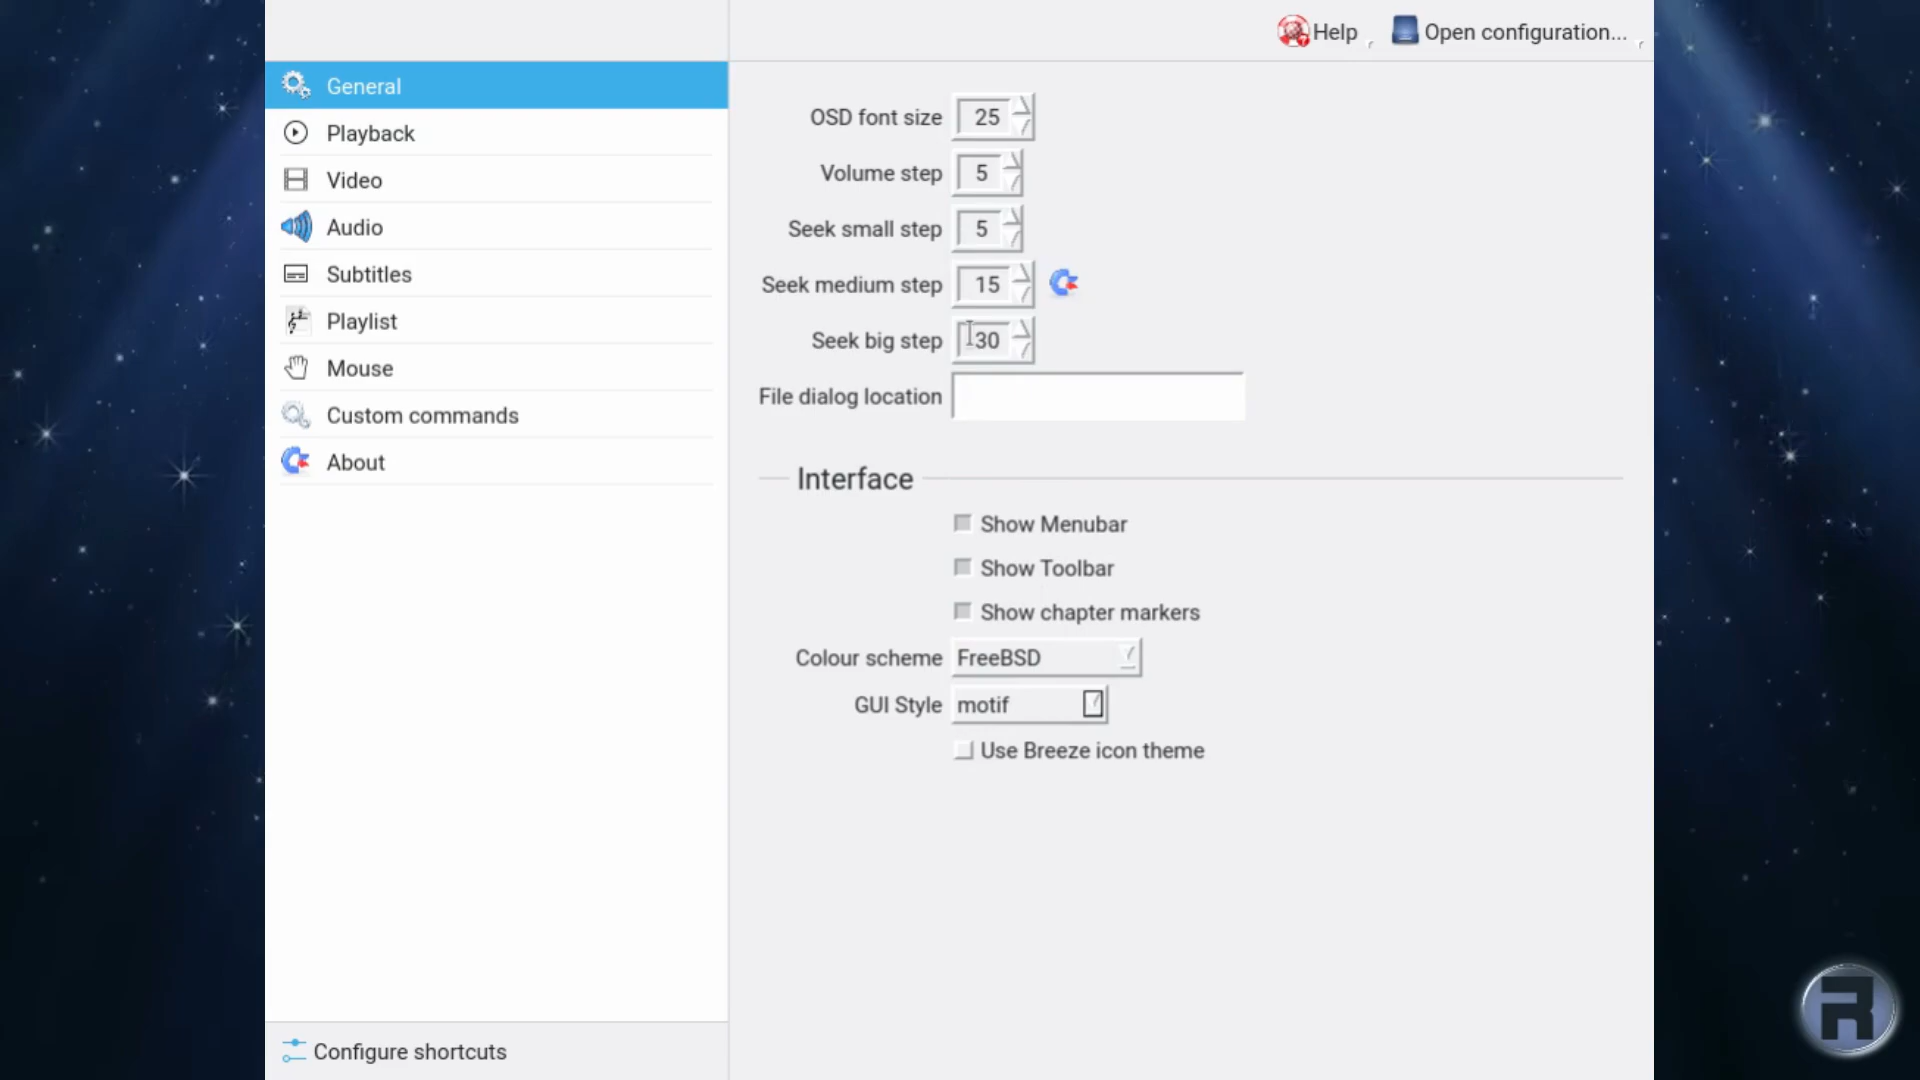 Help
Open configuration...
General
Playback
Video
Audio
Subtitles
Playlist
Mouse
Custom commands
About
Configure shortcuts
OSD font size 25
Volume step 5
Seek small step 5
Seek medium step 15
Seek big step 30
File dialog location
Interface
Show Menubar
Show Toolbar
Show chapter markers
Colour scheme FreeBSD
GUI Style motif
Use Breeze icon theme
R